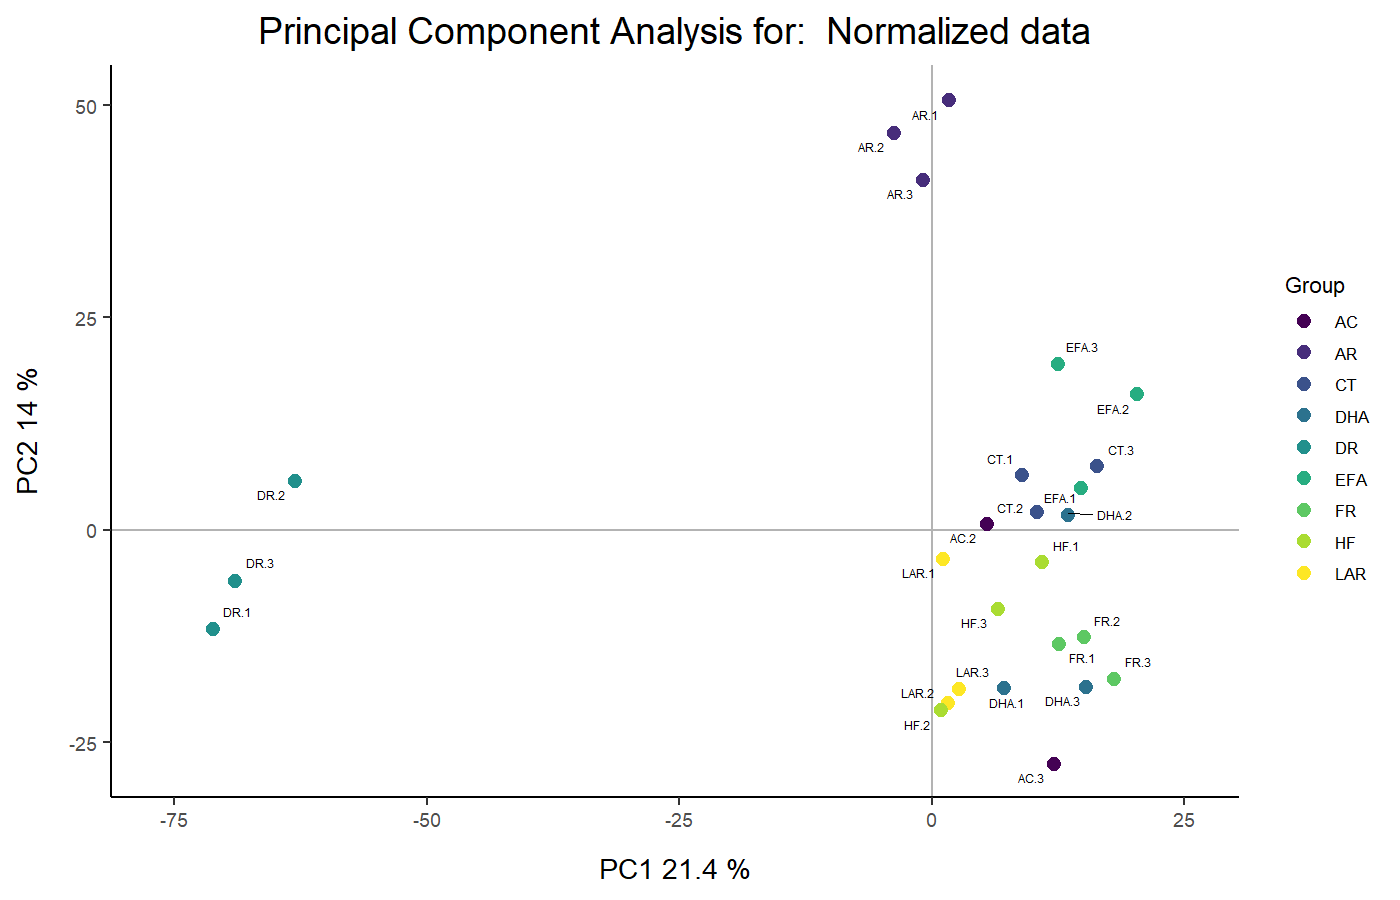 Principal Component Analysis for:  Normalized data
PC2 14 %
50
25
0
-25
-75
-50
-25
0
25
PC1 21.4 %
AR.1
AR.2
AR.3
EFA.3
EFA.2
CT.3
CT.1
EFA.1
CT.2
DHA.2
AC.2
HF.1
LAR.1
HF.3
FR.2
FR.1
FR.3
LAR.3
LAR.2
DHA.1
DHA.3
HF.2
AC.3
DR.2
DR.3
DR.1
Group
AC
AR
CT
DHA
DR
EFA
FR
HF
LAR